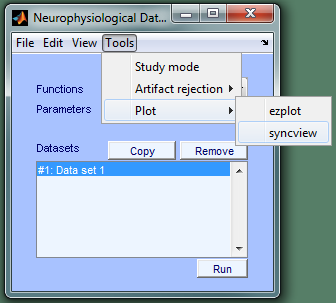 Neurophysiological Dat...
File Edit View Tools
Study mode
Functions
Artifact rejection
Parameters
Plot
ezplot
syncview
Datasets
Copy
Remove
#1: Data set 1
Run